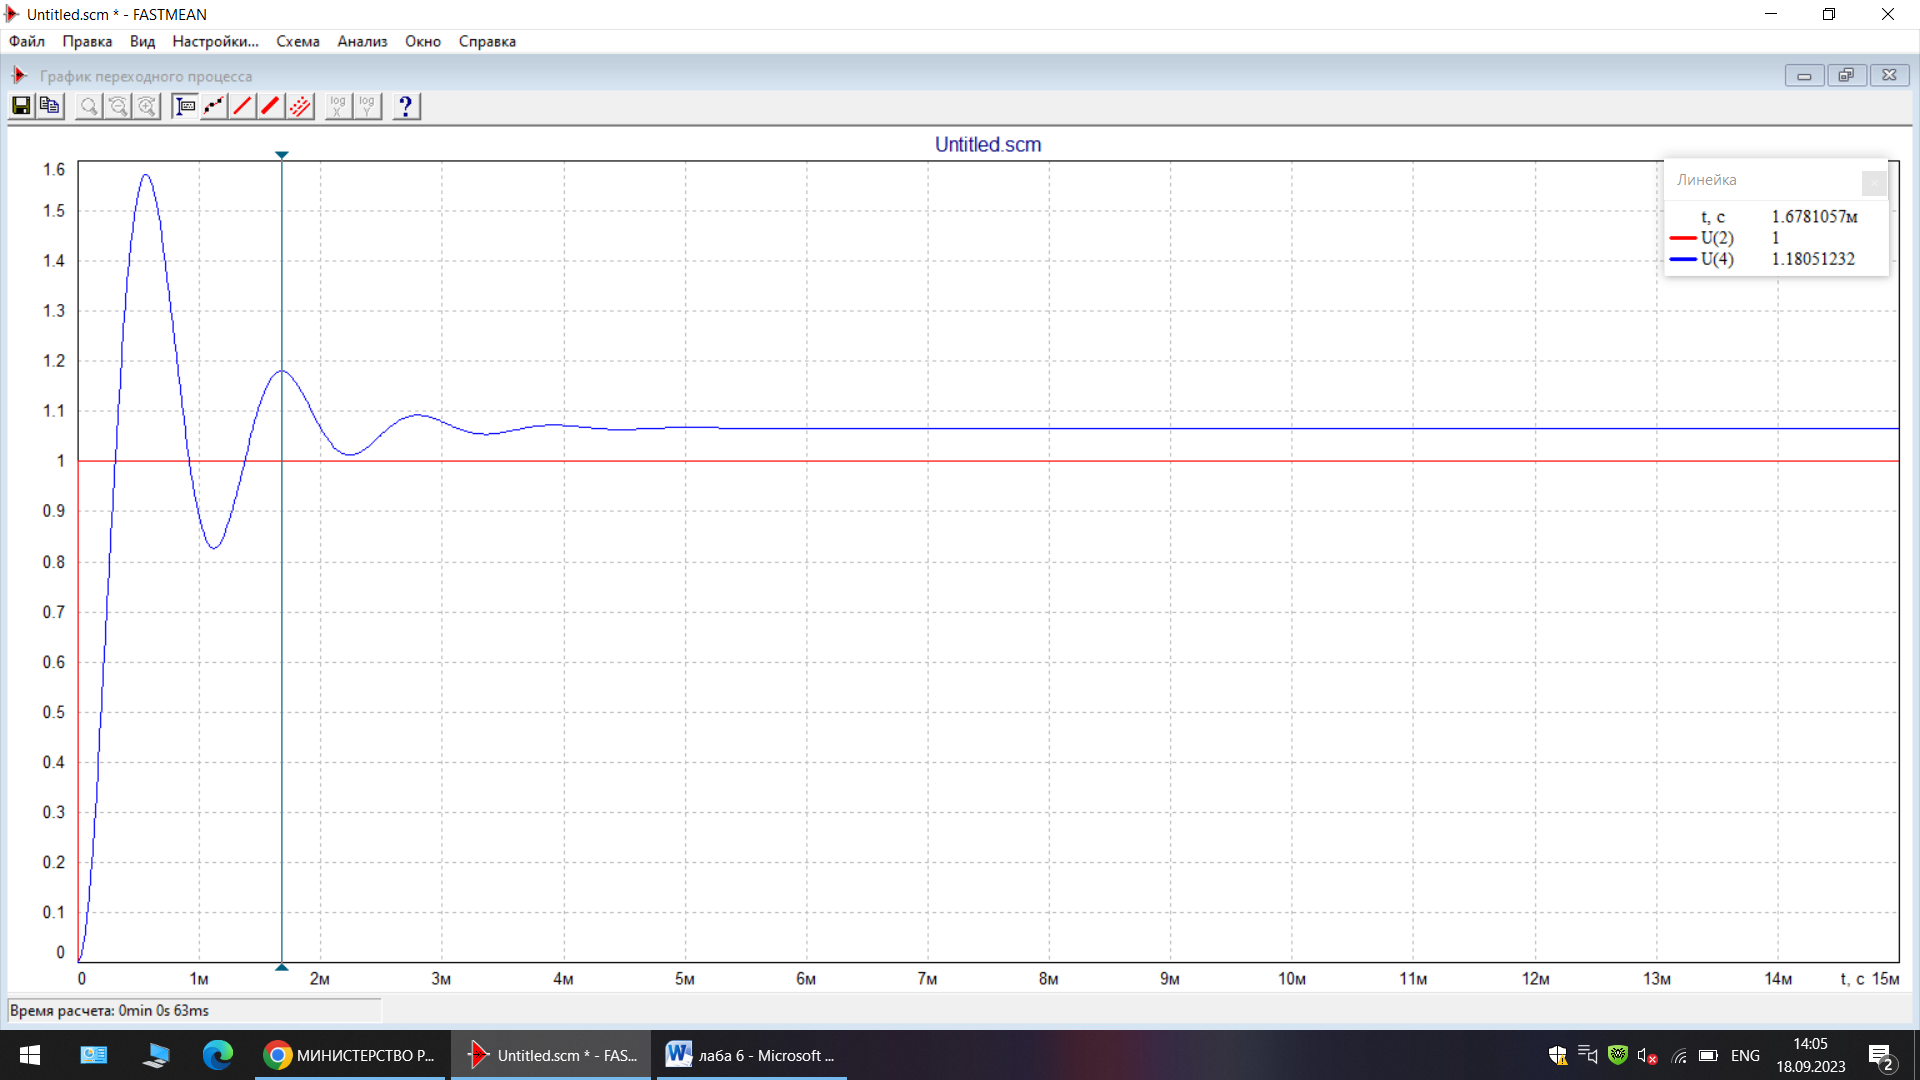 Untitled.scm * - FASTMEAN
Файл Правка Вид Настройки... Схема Анализ Окно Справка
График переходного процесса
log X log Y ?
Untitled.scm
Линейка
t, с 1.6781057м
U(2) 1
U(4) 1.18051232
1.6
1.5
1.4
1.3
1.2
1.1
1
0.9
0.8
0.7
0.6
0.5
0.4
0.3
0.2
0.1
0
0 1м 2м 3м 4м 5м 6м 7м 8м 9м 10м 11м 12м 13м 14м t, с 15м
Время расчета: 0min 0s 63ms
МИНИСТЕРСТВО Р... Untitled.scm * - FAS... лаба 6 - Microsoft ... ENG 14:05
18.09.2023 2